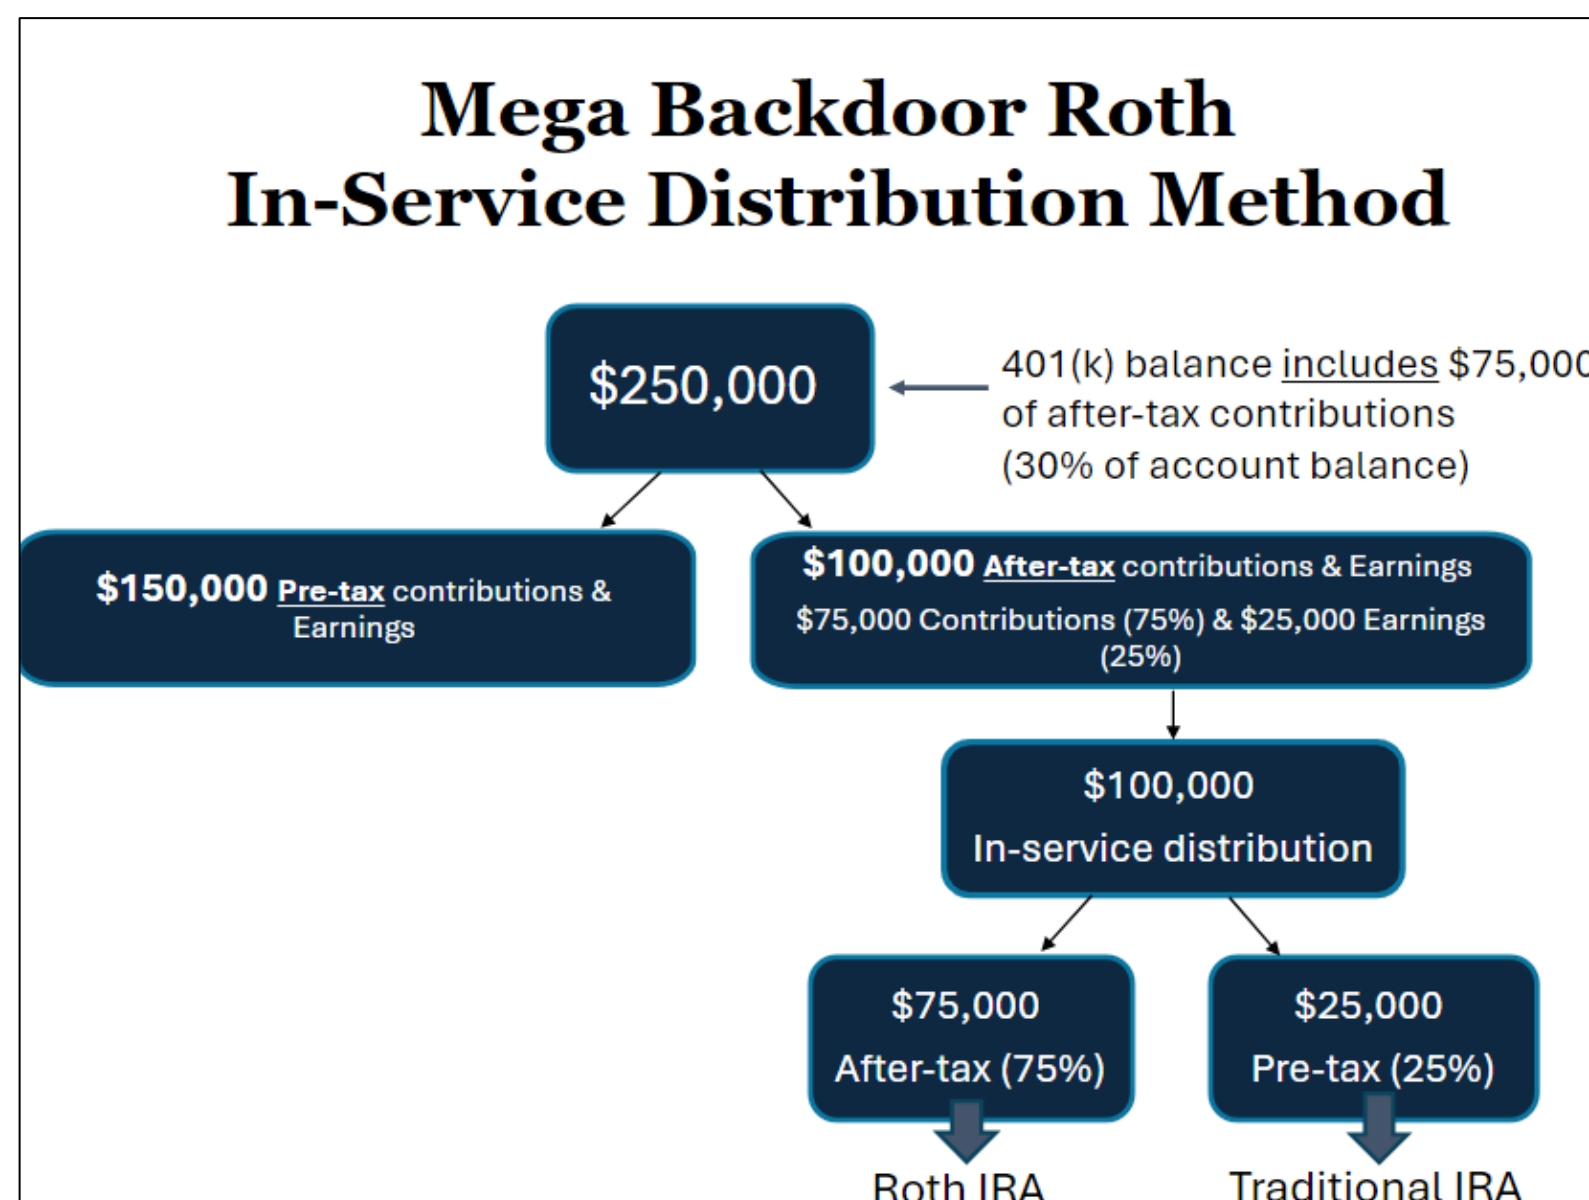 Mega Backdoor Roth
In-Service Distribution Method
$250,000
401(k) balance includes $75,000
of after-tax contributions
(30% of account balance)
$150,000 Pre-tax contributions &
Earnings
$100,000 After-tax contributions & Earnings
$75,000 Contributions (75%) & $25,000 Earnings
(25%)
$100,000
In-service distribution
$75,000
After-tax (75%)
$25,000
Pre-tax (25%)
Roth IRA
Traditional IRA